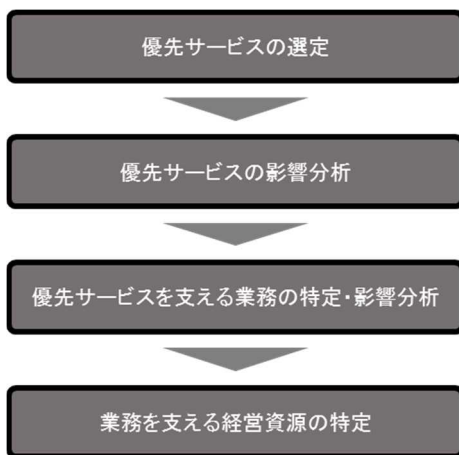 優先サービスの選定
優先サービスの影響分析
優先サービスを支える業務の特定・影響分析
業務を支える経営資源の特定